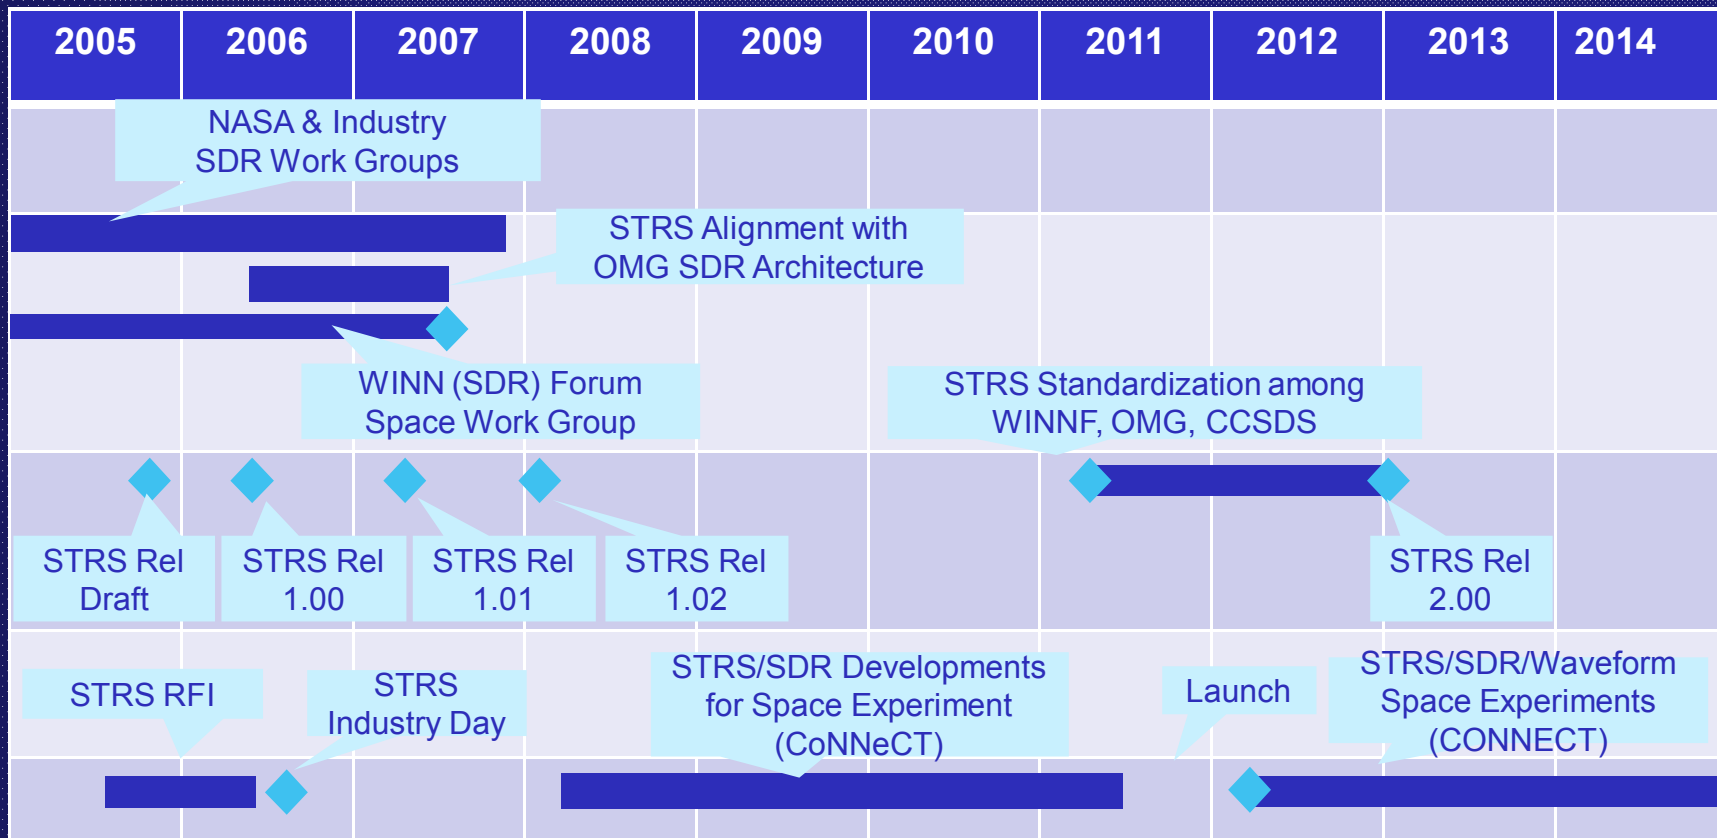 2005 2006 2007 2008 2009 2010 2011 2012 2013 2014
NASA & Industry
SDR Work Groups
STRS Alignment with
OMG SDR Architecture
WINN (SDR) Forum
Space Work Group
STRS Standardization among
WINNF, OMG, CCSDS
STRS Rel
Draft
STRS Rel
1.00
STRS Rel
1.01
STRS Rel
1.02
STRS Rel
2.00
STRS RFI
STRS
Industry Day
STRS/SDR Developments
for Space Experiment
(CoNNeCT)
Launch
STRS/SDR/Waveform
Space Experiments
(CONNECT)